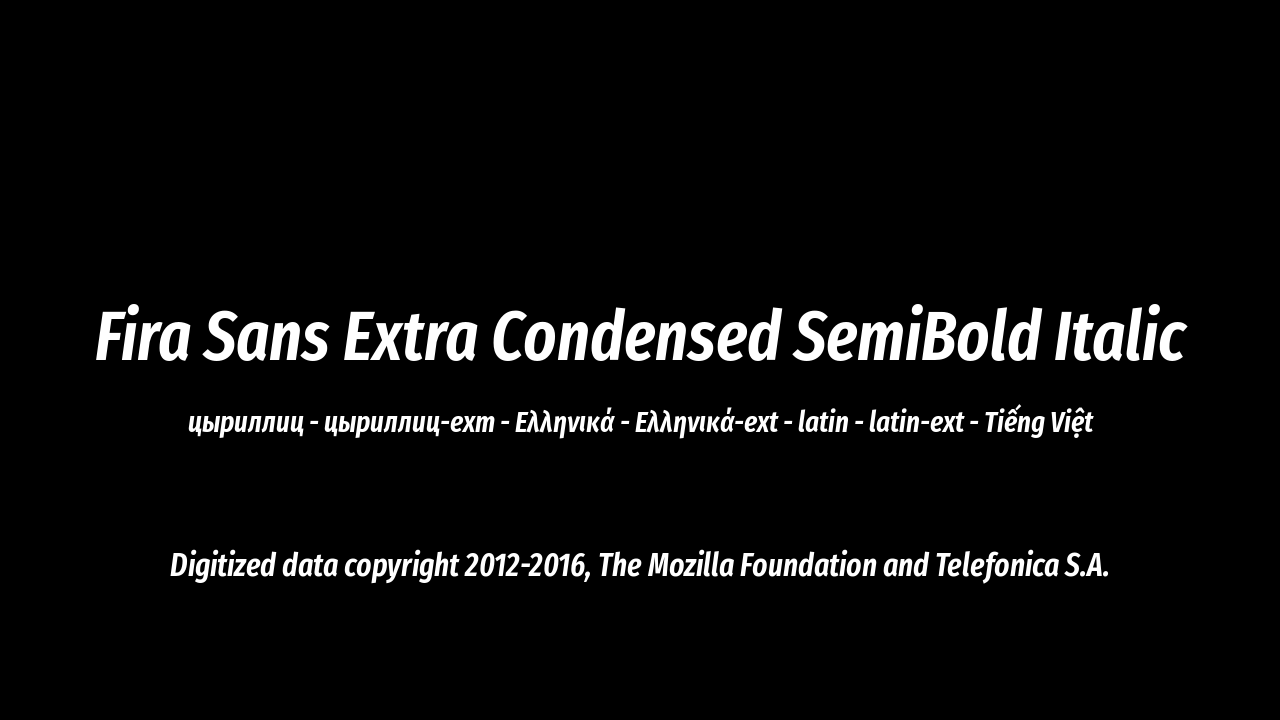 Fira Sans Extra Condensed SemiBold Italic
цыриллиц - цыриллиц-ехт - Ελληνικά - Ελληνικά-ext - latin - latin-ext - Tiếng Việt
Digitized data copyright 2012-2016, The Mozilla Foundation and Telefonica S.A.